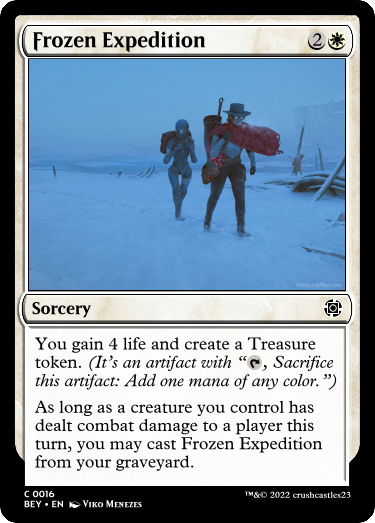 Frozen Expedition 2
Sorcery
You gain 4 life and create a Treasure
token. (It's an artifact with “, Sacrifice
this artifact: Add one mana of any color.”)
As long as a creature you control has
dealt combat damage to a player this
turn, you may cast Frozen Expedition
from your graveyard.
C 0016
BEY • EN Viko Menezes
™&© 2022 crushcastles23